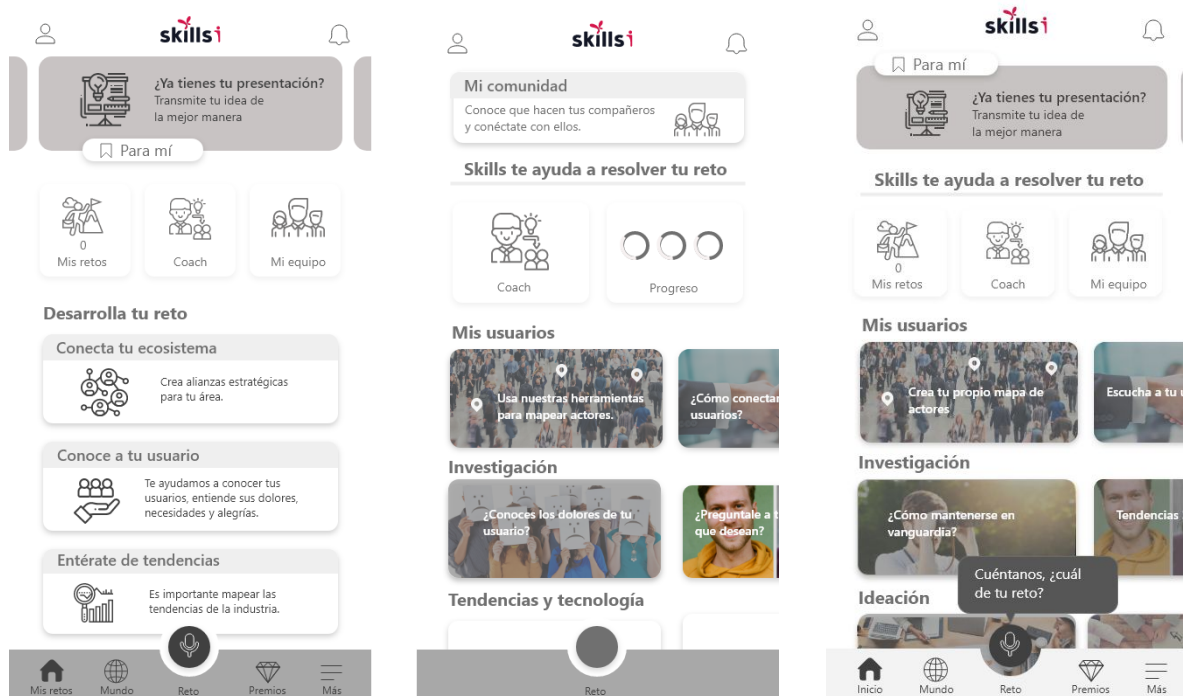 skillsi
¿Ya tienes tu presentación?
Transmite tu idea de
la mejor manera
Para mí
0
Mis retos
Coach
Mi equipo
Desarrolla tu reto
Conecta tu ecosistema
Crea alianzas estratégicas
para tu área.
Conoce a tu usuario
Te ayudamos a conocer tus
usuarios, entiende sus dolores,
necesidades y alegrías.
Entérate de tendencias
Es importante mapear las
tendencias de la industria.
Mis retos
Mundo
Reto
Premios
Más
skillsi
Mi comunidad
Conoce que hacen tus compañeros
y conéctate con ellos.
Skills te ayuda a resolver tu reto
Coach
Progreso
Mis usuarios
Usa nuestras herramientas
para mapear actores.
¿Cómo conectar
usuarios?
Investigación
¿Conoces los dolores de tu
usuario?
¿Preguntale a t
que desean?
Tendencias y tecnología
Reto
skillsi
Para mí
¿Ya tienes tu presentación?
Transmite tu idea de
la mejor manera
Skills te ayuda a resolver tu reto
0
Mis retos
Coach
Mi equipo
Mis usuarios
Crea tu propio mapa de
actores
Escucha a tu u
Investigación
¿Cómo mantenerse en
vanguardia?
Tendencias
Cuéntanos, ¿cuál
de tu reto?
Ideación
Inicio
Mundo
Reto
Premios
Más